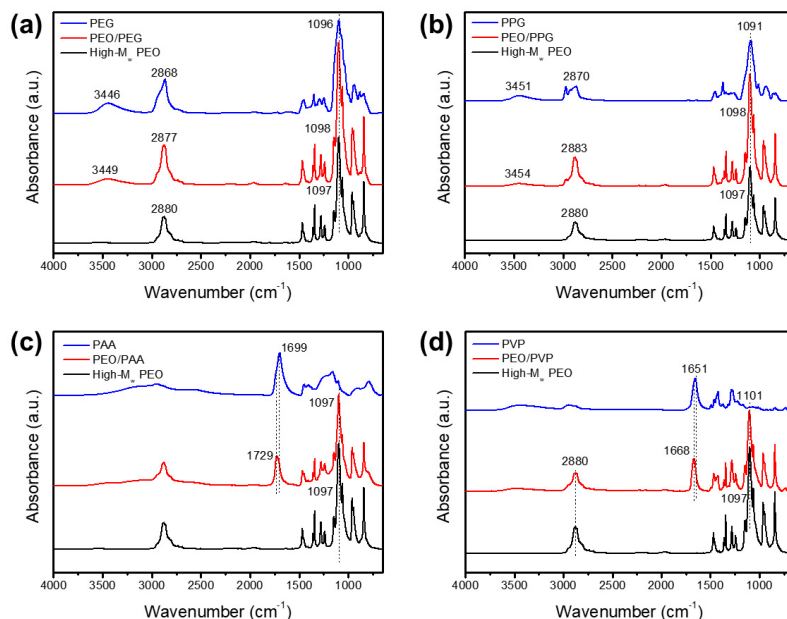 (a)
PEG
PEO/PEG
High-Mw PEO
1096
3446
2868
2877
1098
3449
2880
1097
Absorbance (a.u.)
4000 3500 3000 2500 2000 1500 1000
Wavenumber (cm-1)
(b)
PPG
PEO/PPG
High-Mw PEO
1091
3451
2870
1098
2883
3454
1097
2880
Absorbance (a.u.)
4000 3500 3000 2500 2000 1500 1000
Wavenumber (cm-1)
(c)
PAA
PEO/PAA
High-Mw PEO
1699
1097
1729
1097
Absorbance (a.u.)
4000 3500 3000 2500 2000 1500 1000
Wavenumber (cm-1)
(d)
PVP
PEO/PVP
High-Mw PEO
1651
1101
2880
1668
1097
Absorbance (a.u.)
4000 3500 3000 2500 2000 1500 1000
Wavenumber (cm-1)